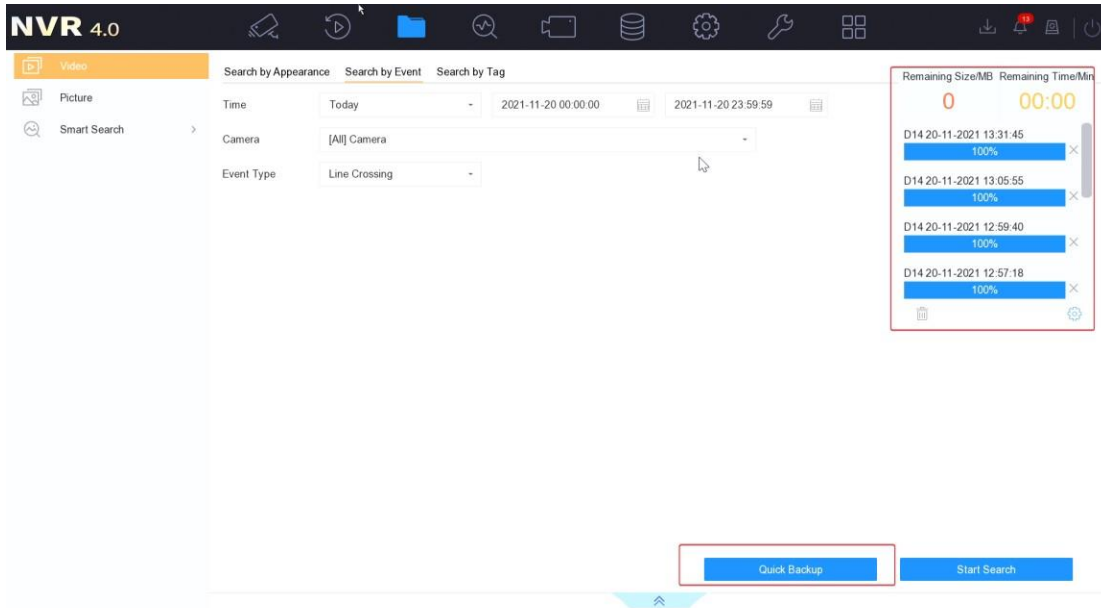 NVR 4.0
13
Video
Picture
Smart Search
Search by Appearance Search by Event Search by Tag
Time Today 2021-11-20 00:00:00 2021-11-20 23:59:59
Camera [All] Camera
Event Type Line Crossing
Remaining Size/MB Remaining Time/Min
0 00:00
D14 20-11-2021 13:31:45
100%
D14 20-11-2021 13:05:55
100%
D14 20-11-2021 12:59:40
100%
D14 20-11-2021 12:57:18
100%
Quick Backup Start Search